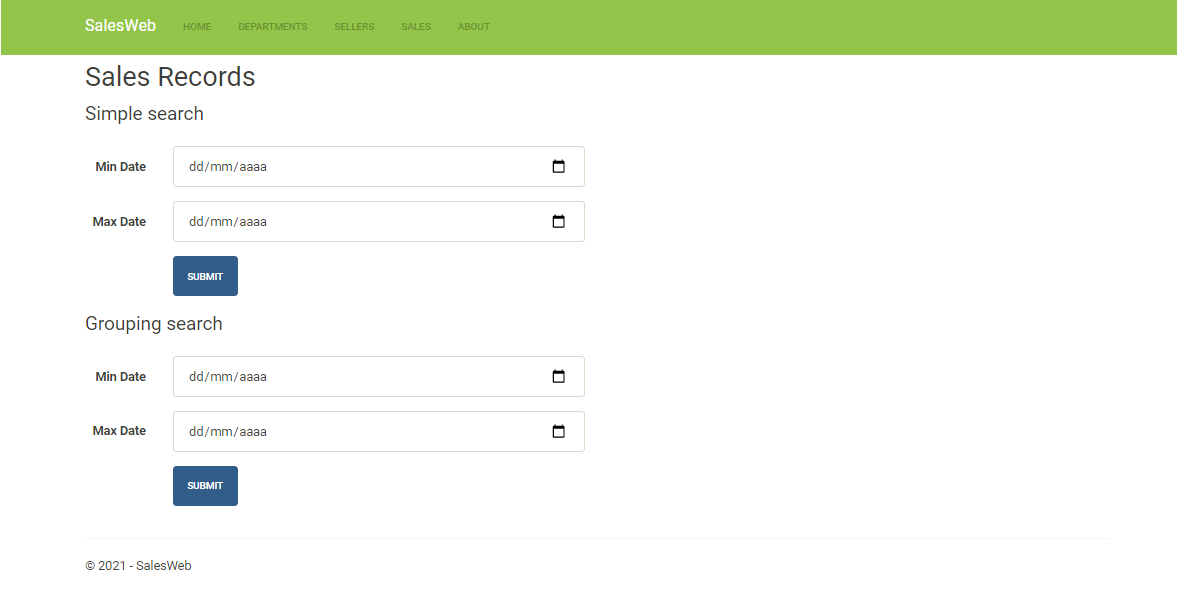 SalesWeb HOME DEPARTMENTS SELLERS SALES ABOUT
Sales Records
Simple search
Min Date dd/mm/aaaa
Max Date dd/mm/aaaa
SUBMIT
Grouping search
Min Date dd/mm/aaaa
Max Date dd/mm/aaaa
SUBMIT
© 2021 - SalesWeb